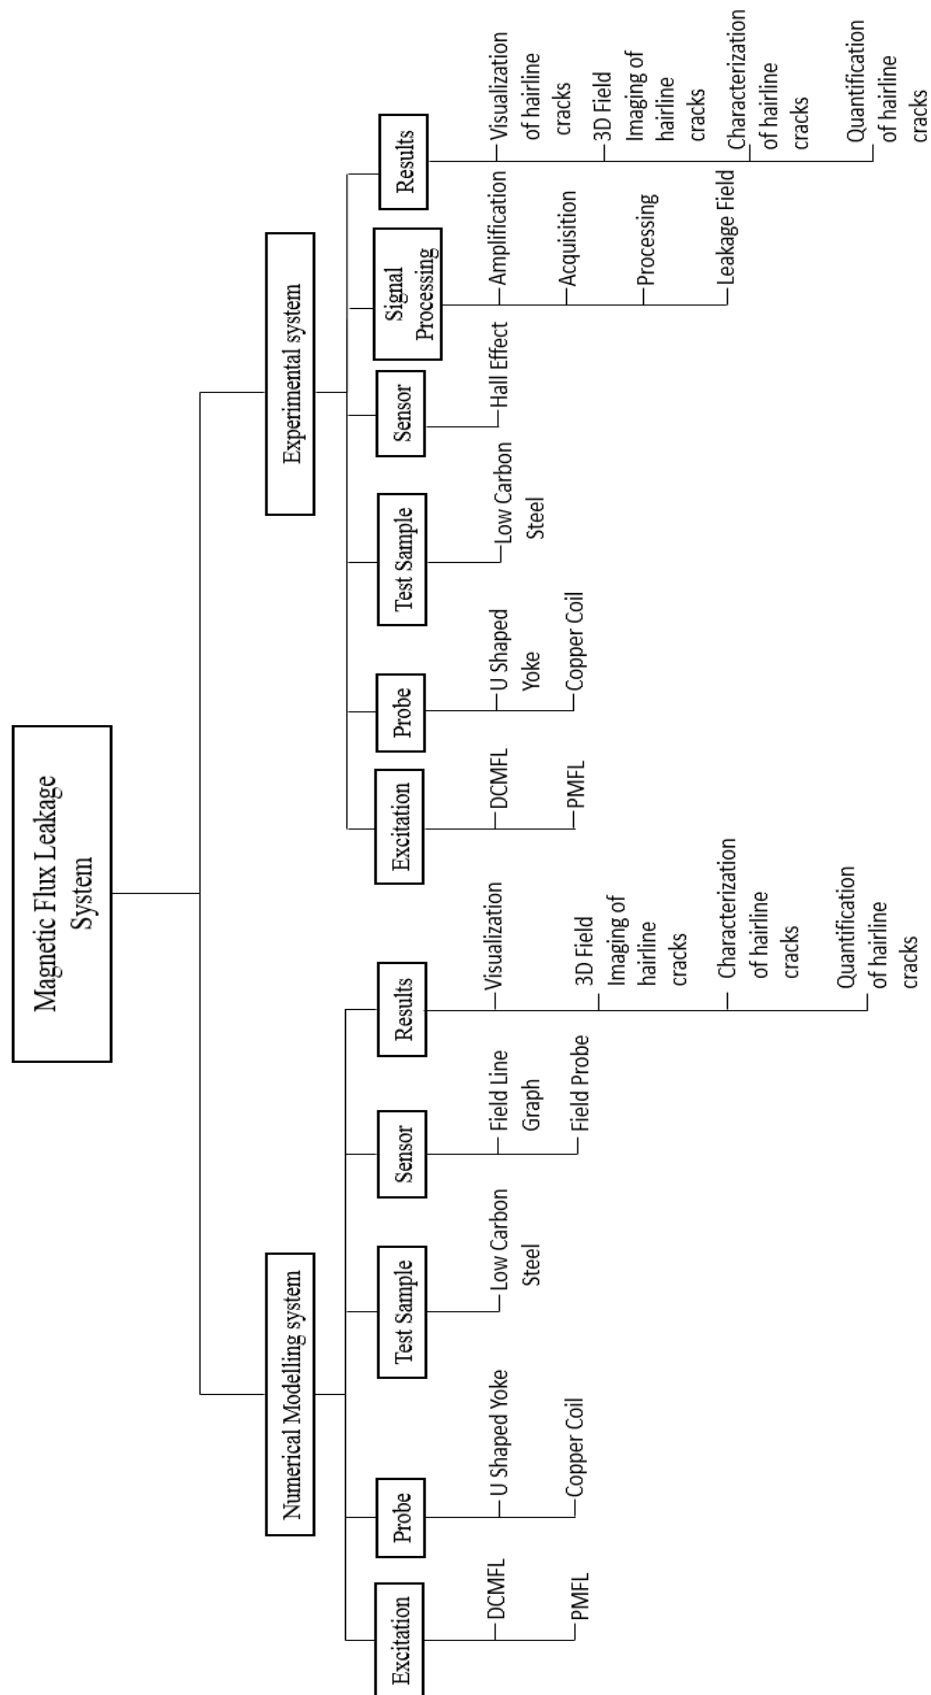 Magnetic Flux Leakage
System
Numerical Modelling system
Experimental system
Excitation
DCMFL
PMFL
Probe
U Shaped Yoke
Copper Coil
Test Sample
Low Carbon
Steel
Sensor
Field Line
Graph
Field Probe
Results
Visualization
3D Field
Imaging of
hairline
cracks
Characterization
of hairline
cracks
Quantification
of hairline
cracks
Excitation
DCMFL
PMFL
Probe
U Shaped
Yoke
Copper Coil
Test Sample
Low Carbon
Steel
Sensor
Hall Effect
Signal
Processing
Amplification
Acquisition
Processing
Leakage Field
Results
Visualization
of hairline
cracks
3D Field
Imaging of
hairline
cracks
Characterization
of hairline
cracks
Quantification
of hairline
cracks